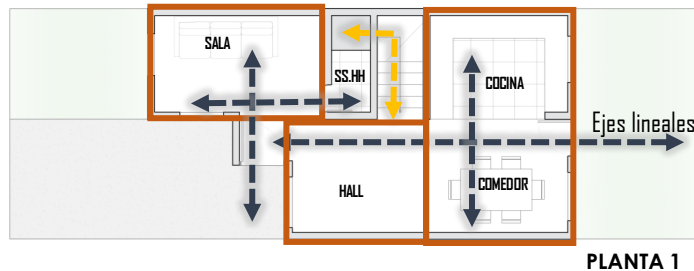 SALA
SS.HH
COCINA
Ejes lineales
HALL
COMEDOR
PLANTA 1